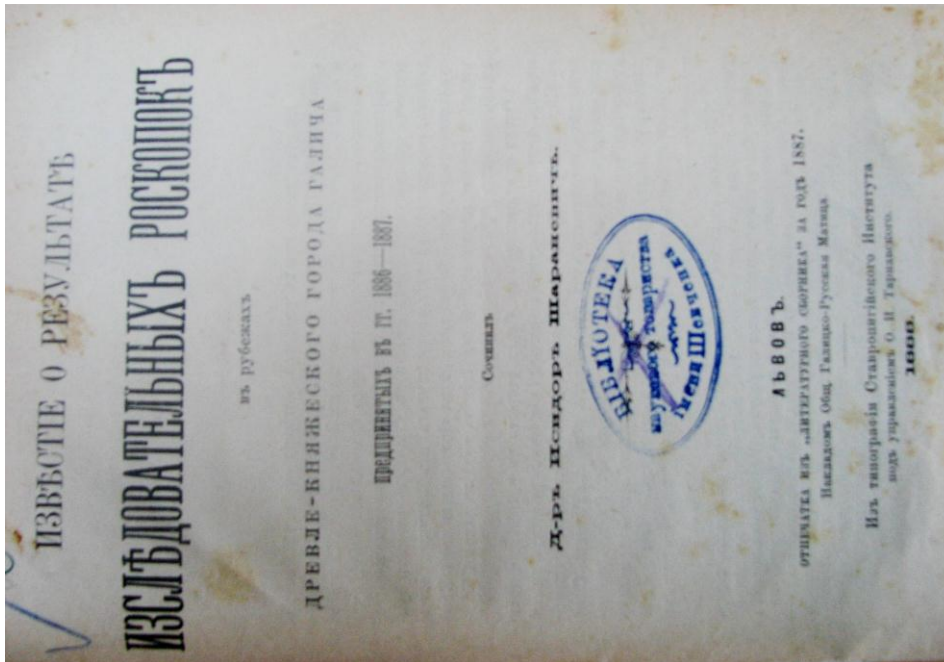 ИЗВѢСТІЕ О РЕЗУЛЬТАТѢ
ИЗСЛѢДОВАТЕЛЬНЫХЪ РОСКОПОКЪ
въ рубежахъ
ДРЕВЛЕ-КНЯЖЕСКОГО ГОРОДА ГАЛИЧА
предпринятыхъ въ гг. 1886—1887.
Сочинилъ
Д-ръ Исидоръ Шараневичъ.
БІБЛІОТЕКА
наукового товариства
імени Шевченка
ЛЬВОВЪ.
ОТПЕЧАТКА ИЗЪ „ЛИТЕРАТУРНОГО СБОРНИКА“ ЗА ГОДЪ 1887.
Накладомъ Общ. Галицко-Русская Матица
Изъ типографіи Ставропигійского Института
подъ управленіемъ О. И. Тарнавского.